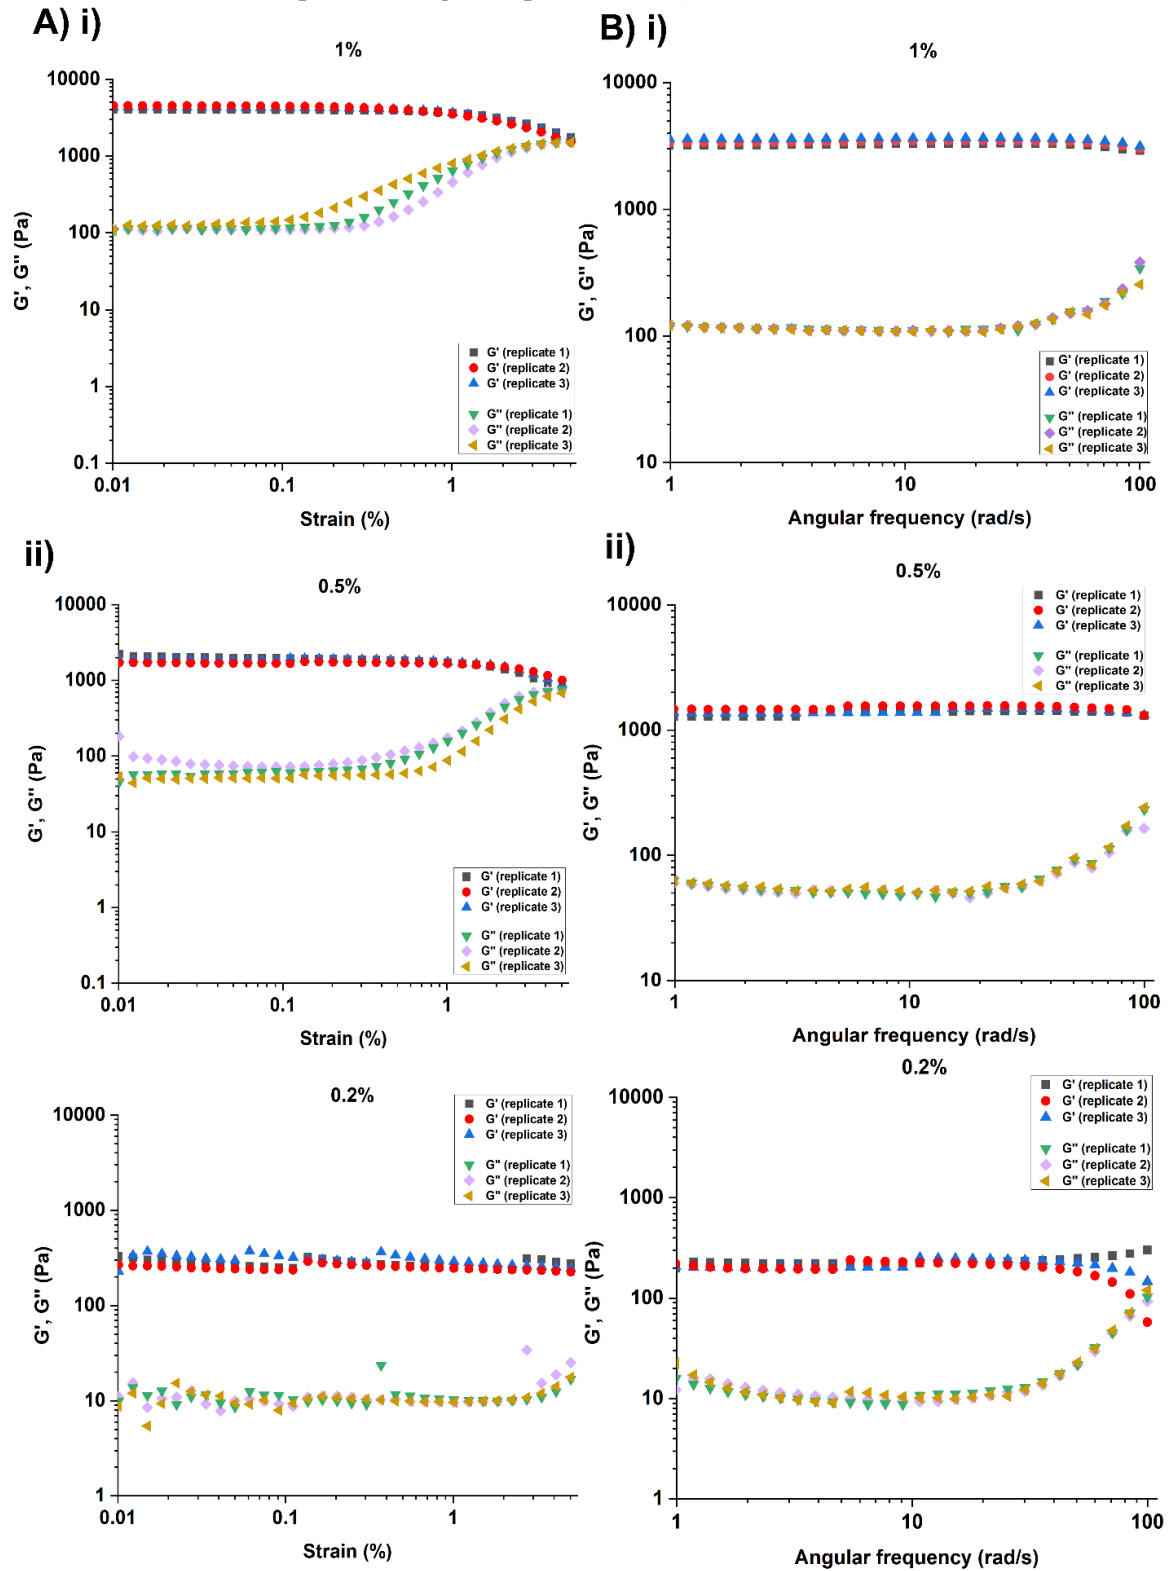 A) i)
1%
10000
1000
100
10
1
0.1
0.01
0.1
1
G', G'' (Pa)
Strain (%)
G' (replicate 1)
G' (replicate 2)
G' (replicate 3)
G'' (replicate 1)
G'' (replicate 2)
G'' (replicate 3)
B) i)
1%
10000
1000
100
10
1
10
100
G', G'' (Pa)
Angular frequency (rad/s)
G' (replicate 1)
G' (replicate 2)
G' (replicate 3)
G'' (replicate 1)
G'' (replicate 2)
G'' (replicate 3)
ii)
0.5%
10000
1000
100
10
1
0.1
0.01
0.1
1
G', G'' (Pa)
Strain (%)
G' (replicate 1)
G' (replicate 2)
G' (replicate 3)
G'' (replicate 1)
G'' (replicate 2)
G'' (replicate 3)
ii)
0.5%
10000
1000
100
10
1
10
100
G', G'' (Pa)
Angular frequency (rad/s)
G' (replicate 1)
G' (replicate 2)
G' (replicate 3)
G'' (replicate 1)
G'' (replicate 2)
G'' (replicate 3)
0.2%
10000
1000
100
10
1
0.01
0.1
1
G', G'' (Pa)
Strain (%)
G' (replicate 1)
G' (replicate 2)
G' (replicate 3)
G'' (replicate 1)
G'' (replicate 2)
G'' (replicate 3)
0.2%
10000
1000
100
10
1
1
10
100
G', G'' (Pa)
Angular frequency (rad/s)
G' (replicate 1)
G' (replicate 2)
G' (replicate 3)
G'' (replicate 1)
G'' (replicate 2)
G'' (replicate 3)